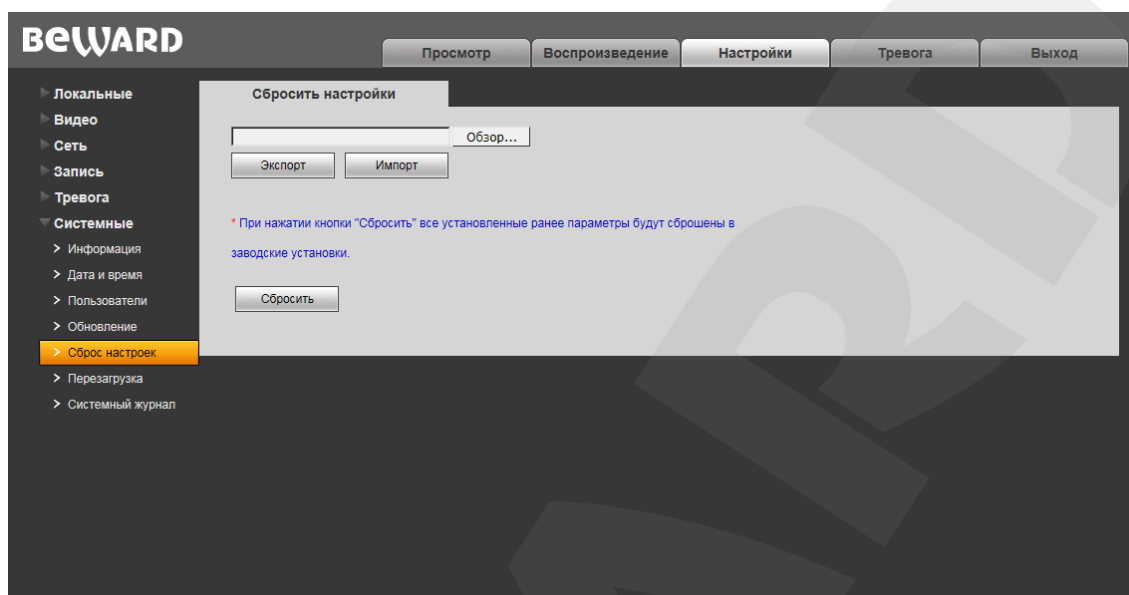 BEWARD
Просмотр Воспроизведение Настройки Тревога Выход
Локальные
Видео
Сеть
Запись
Тревога
Системные
> Информация
> Дата и время
> Пользователи
> Обновление
> Сброс настроек
> Перезагрузка
> Системный журнал
Сбросить настройки
Обзор...
Экспорт Импорт
* При нажатии кнопки "Сбросить" все установленные ранее параметры будут сброшены в
заводские установки.
Сбросить